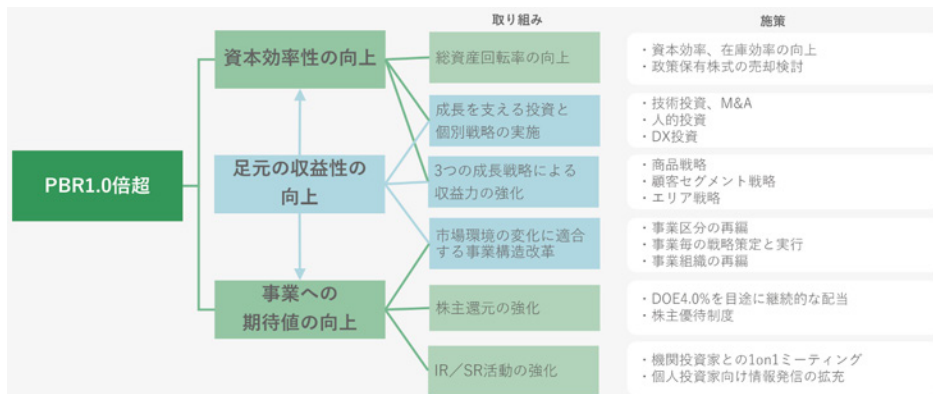 取り組み
施策
PBR1.0倍超
資本効率性の向上
足元の収益性の
向上
事業への
期待値の向上
総資産回転率の向上
・資本効率、在庫効率の向上
・政策保有株式の売却検討
成長を支える投資と
個別戦略の実施
・技術投資、M&A
・人的投資
・DX投資
3つの成長戦略による
収益力の強化
・商品戦略
・顧客セグメント戦略
・エリア戦略
市場環境の変化に適合
する事業構造改革
・事業区分の再編
・事業毎の戦略策定と実行
・事業組織の再編
株主還元の強化
・DOE4.0%を目途に継続的な配当
・株主優待制度
IR／SR活動の強化
・機関投資家との1on1ミーティング
・個人投資家向け情報発信の拡充